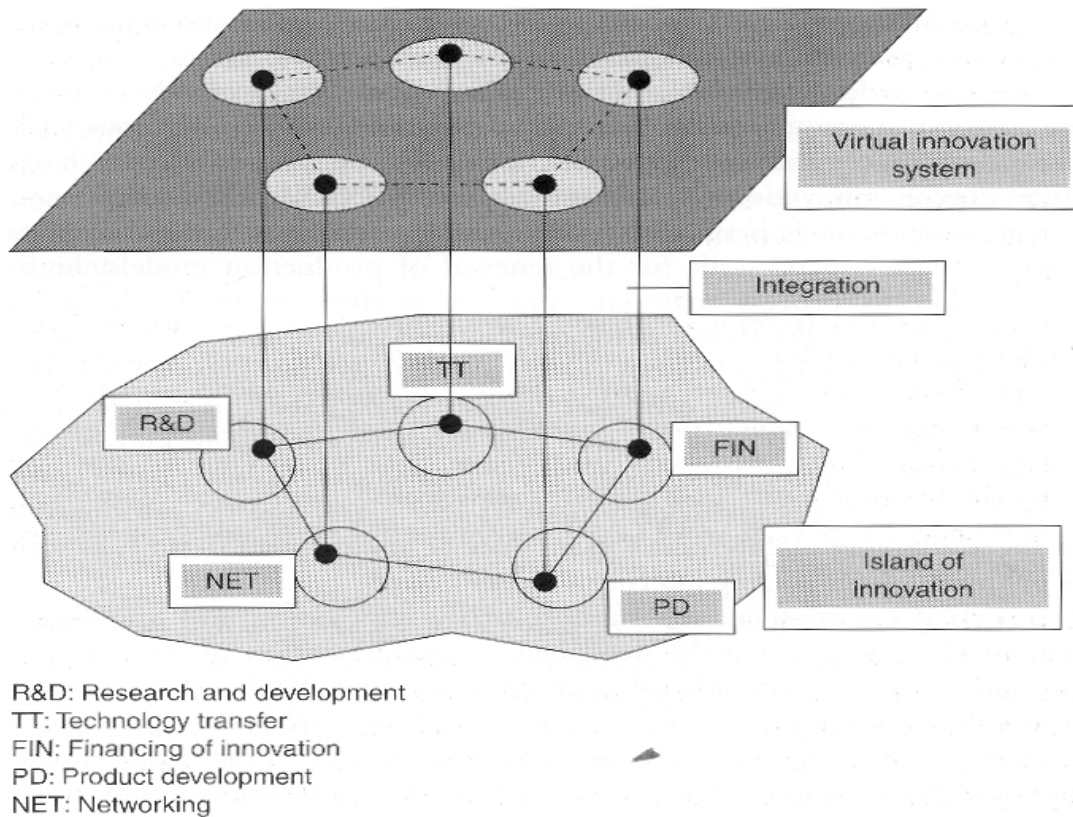 Virtual innovation
system
Integration
TT
R&D
FIN
NET
Island of
innovation
PD
R&D: Research and development
TT: Technology transfer
FIN: Financing of innovation
PD: Product development
NET: Networking